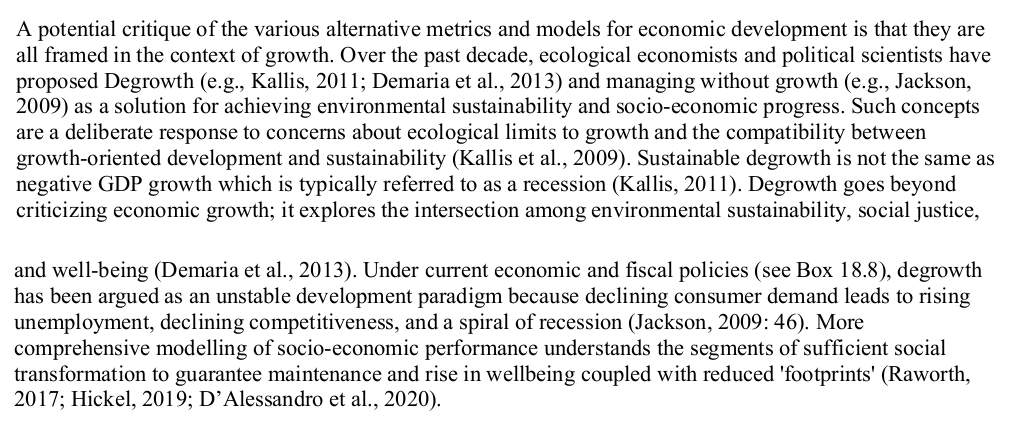 A potential critique of the various alternative metrics and models for economic development is that they are
all framed in the context of growth. Over the past decade, ecological economists and political scientists have
proposed Degrowth (e.g., Kallis, 2011; Demaria et al., 2013) and managing without growth (e.g., Jackson,
2009) as a solution for achieving environmental sustainability and socio-economic progress. Such concepts
are a deliberate response to concerns about ecological limits to growth and the compatibility between
growth-oriented development and sustainability (Kallis et al., 2009). Sustainable degrowth is not the same as
negative GDP growth which is typically referred to as a recession (Kallis, 2011). Degrowth goes beyond
criticizing economic growth; it explores the intersection among environmental sustainability, social justice,
and well-being (Demaria et al., 2013). Under current economic and fiscal policies (see Box 18.8), degrowth
has been argued as an unstable development paradigm because declining consumer demand leads to rising
unemployment, declining competitiveness, and a spiral of recession (Jackson, 2009: 46). More
comprehensive modelling of socio-economic performance understands the segments of sufficient social
transformation to guarantee maintenance and rise in wellbeing coupled with reduced 'footprints' (Raworth,
2017; Hickel, 2019; D’Alessandro et al., 2020).